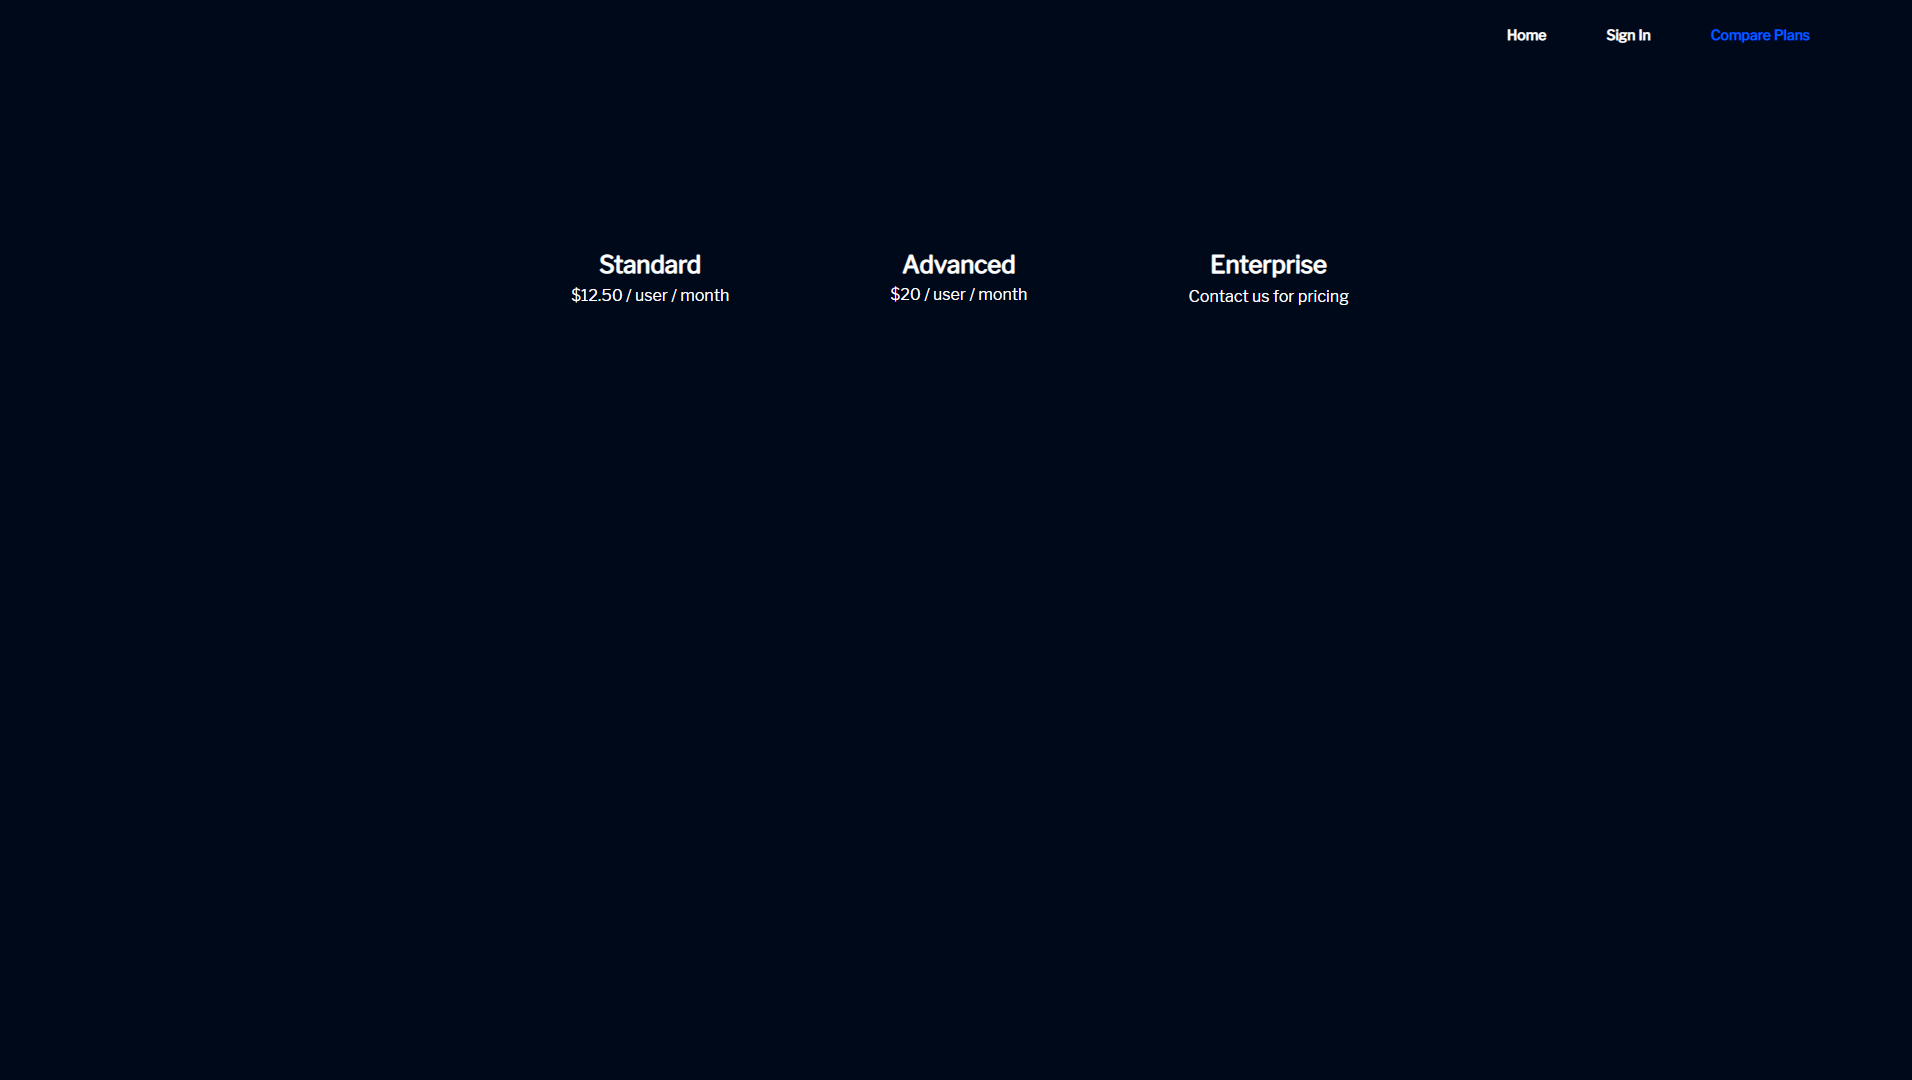 Home Sign In Compare Plans
Standard Advanced Enterprise
$12.50 / user / month $20 / user / month Contact us for pricing